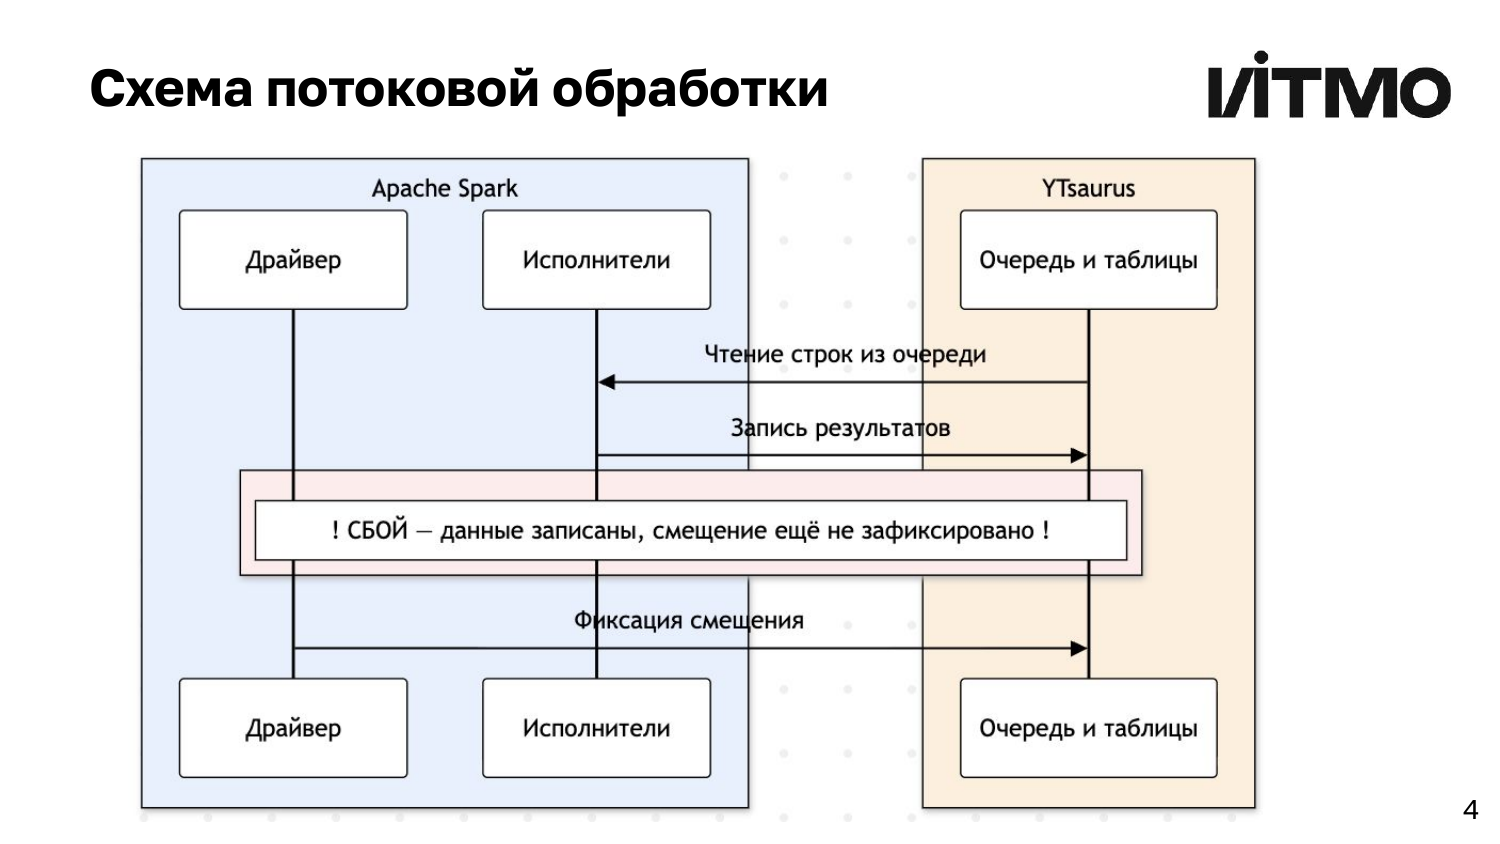 Схема потоковой обработки
ИТМО
Apache Spark
YTsaurus
Драйвер
Исполнители
Очередь и таблицы
Чтение строк из очереди
Запись результатов
! СБОЙ — данные записаны, смещение ещё не зафиксировано !
Фиксация смещения
Драйвер
Исполнители
Очередь и таблицы
4